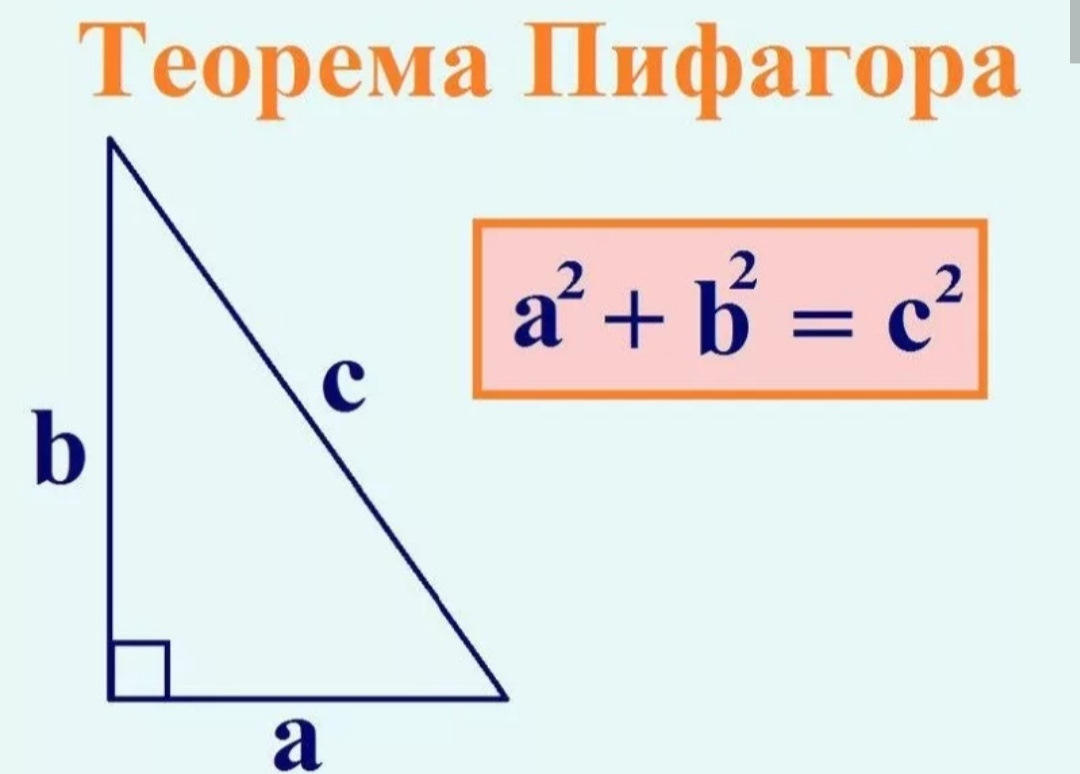 Теорема Пифагора
a² + b² = c²
c
b
a